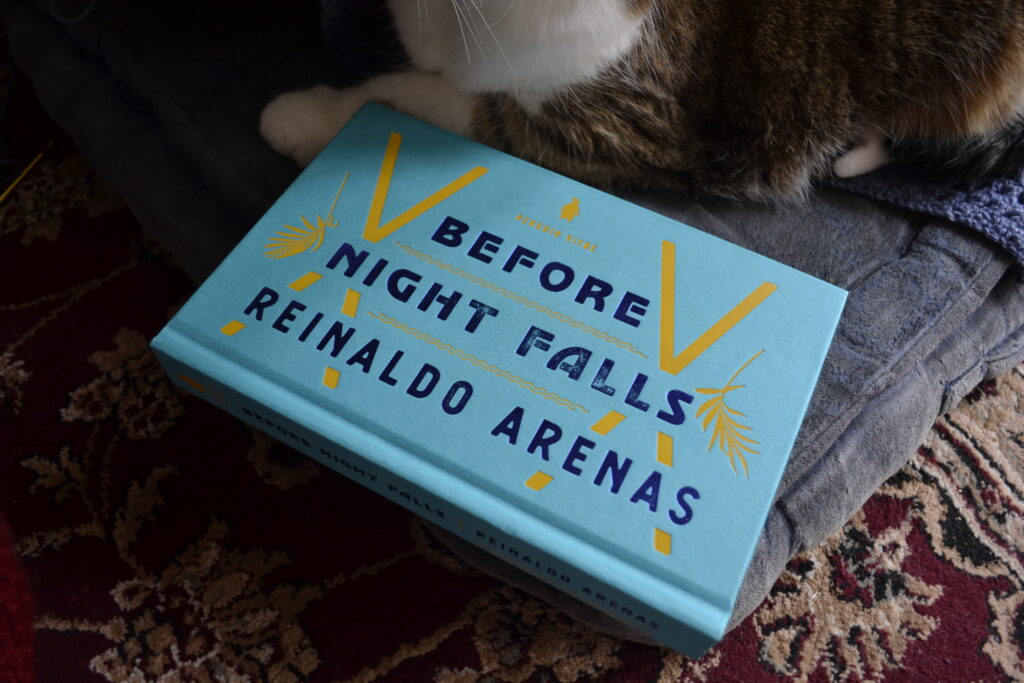 PENGUIN VITAE
BEFORE
NIGHT FALLS
REINALDO ARENAS
BEFORE NIGHT FALLS REINALDO ARENAS